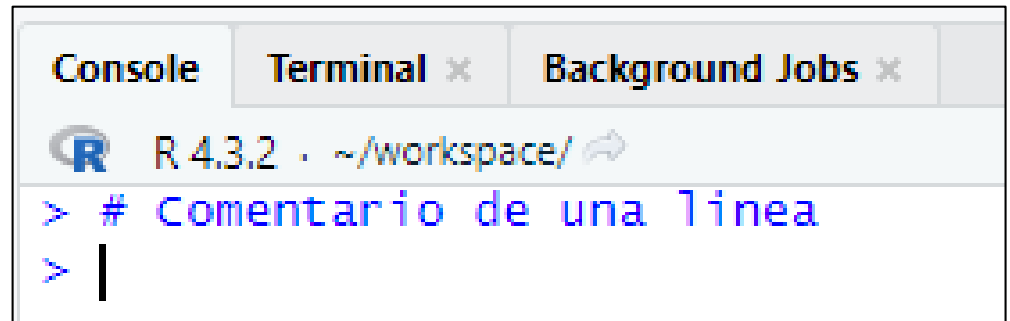 Console Terminal Background Jobs
R R 4.3.2 · ~/workspace/
> # Comentario de una linea
>